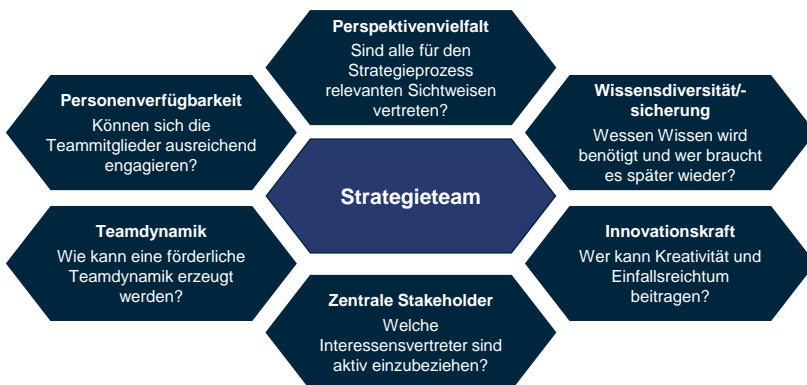 Perspektivenvielfalt
Sind alle für den
Strategieprozess
relevanten Sichtweisen
vertreten?
Personenverfügbarkeit
Können sich die
Teammitglieder ausreichend
engagieren?
Wissensdiversität/-
sicherung
Wessen Wissen wird
benötigt und wer braucht
es später wieder?
Strategieteam
Teamdynamik
Wie kann eine förderliche
Teamdynamik erzeugt
werden?
Innovationskraft
Wer kann Kreativität und
Einfallsreichtum
beitragen?
Zentrale Stakeholder
Welche
Interessensvertreter sind
aktiv einzubeziehen?